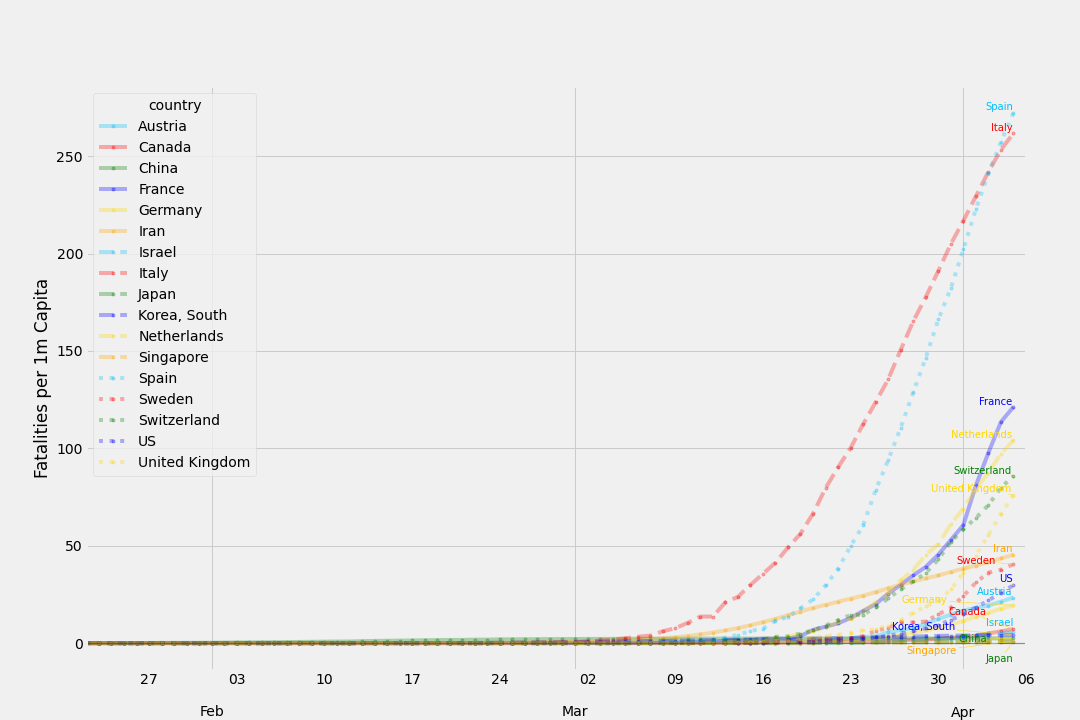 country
Austria
Canada
China
France
Germany
Iran
Israel
Italy
Japan
Korea, South
Netherlands
Singapore
Spain
Sweden
Switzerland
US
United Kingdom
Fatalities per 1m Capita
250
200
150
100
50
0
Spain
Italy
France
Netherlands
Switzerland
United Kingdom
Iran
Sweden
US
Austria
Germany
Canada
Israel
Korea, South
China
Singapore
Japan
27 03 10 17 24 02 09 16 23 30 06
Feb Mar Apr